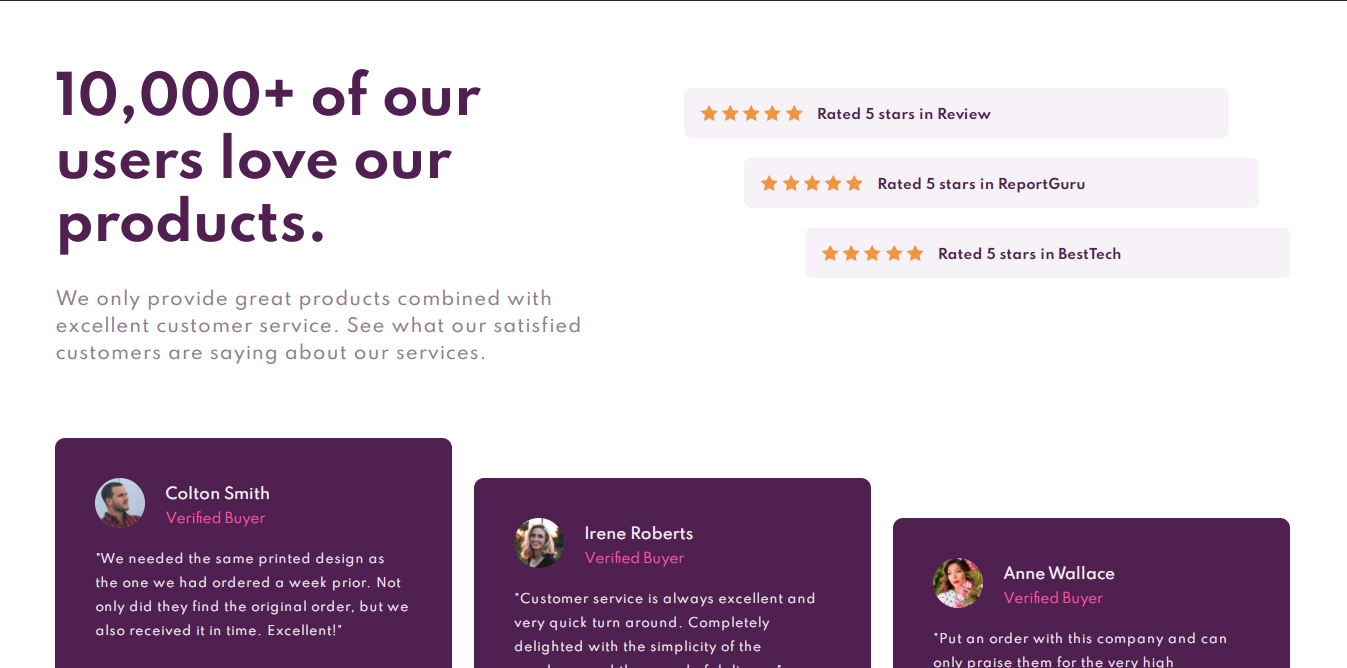 10,000+ of our
users love our
products.
We only provide great products combined with
excellent customer service. See what our satisfied
customers are saying about our services.
Rated 5 stars in Review
Rated 5 stars in ReportGuru
Rated 5 stars in BestTech
Colton Smith
Verified Buyer
"We needed the same printed design as
the one we had ordered a week prior. Not
only did they find the original order, but we
also received it in time. Excellent!"
Irene Roberts
Verified Buyer
"Customer service is always excellent and
very quick turn around. Completely
delighted with the simplicity of the
Anne Wallace
Verified Buyer
"Put an order with this company and can
only praise them for the very high